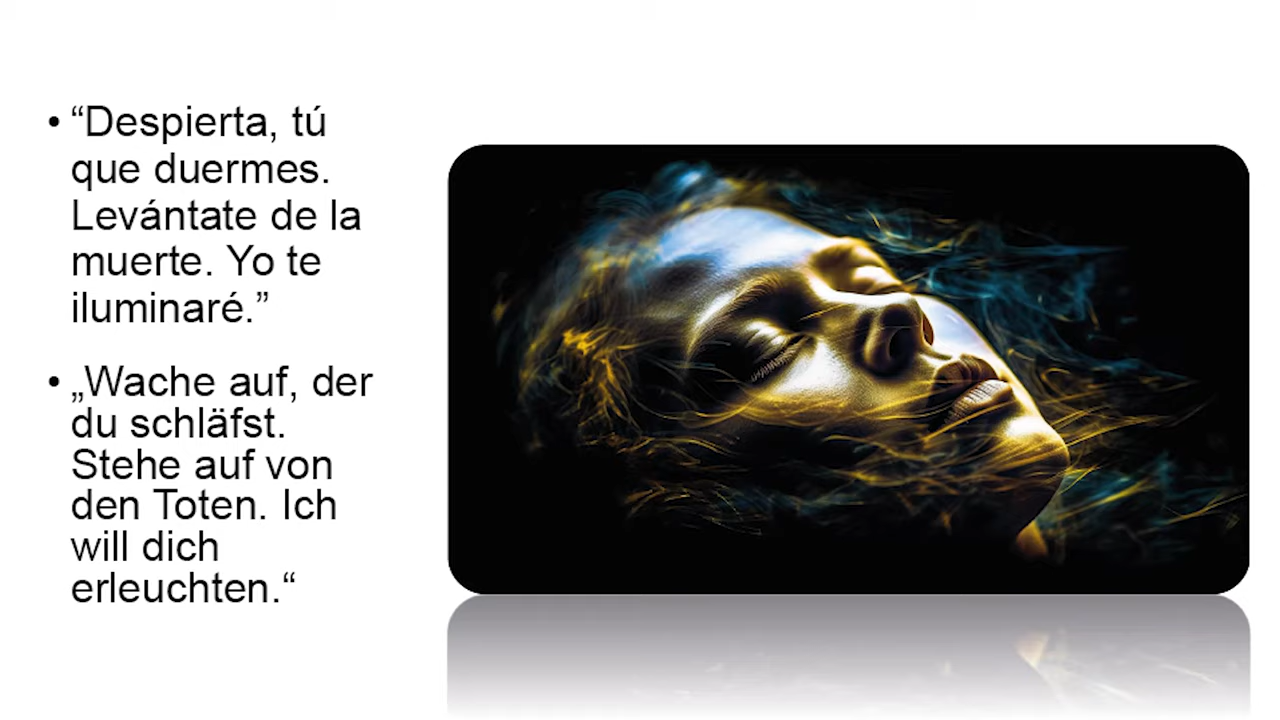 • “Despierta, tú
que duermes.
Levántate de la
muerte. Yo te
iluminaré.”
• „Wache auf, der
du schläfst.
Stehe auf von
den Toten. Ich
will dich
erleuchten.“